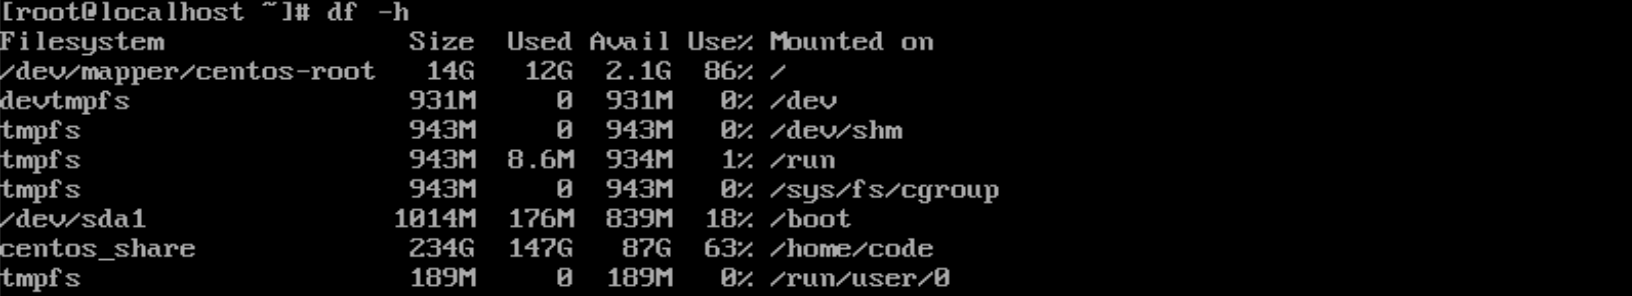 [root@localhost ~]# df -h
Filesystem Size Used Avail Use% Mounted on
/dev/mapper/centos-root 14G 12G 2.1G 86% /
devtmpfs 931M 0 931M 0% /dev
tmpfs 943M 0 943M 0% /dev/shm
tmpfs 943M 8.6M 934M 1% /run
tmpfs 943M 0 943M 0% /sys/fs/cgroup
/dev/sda1 1014M 176M 839M 18% /boot
centos_share 234G 147G 87G 63% /home/code
tmpfs 189M 0 189M 0% /run/user/0